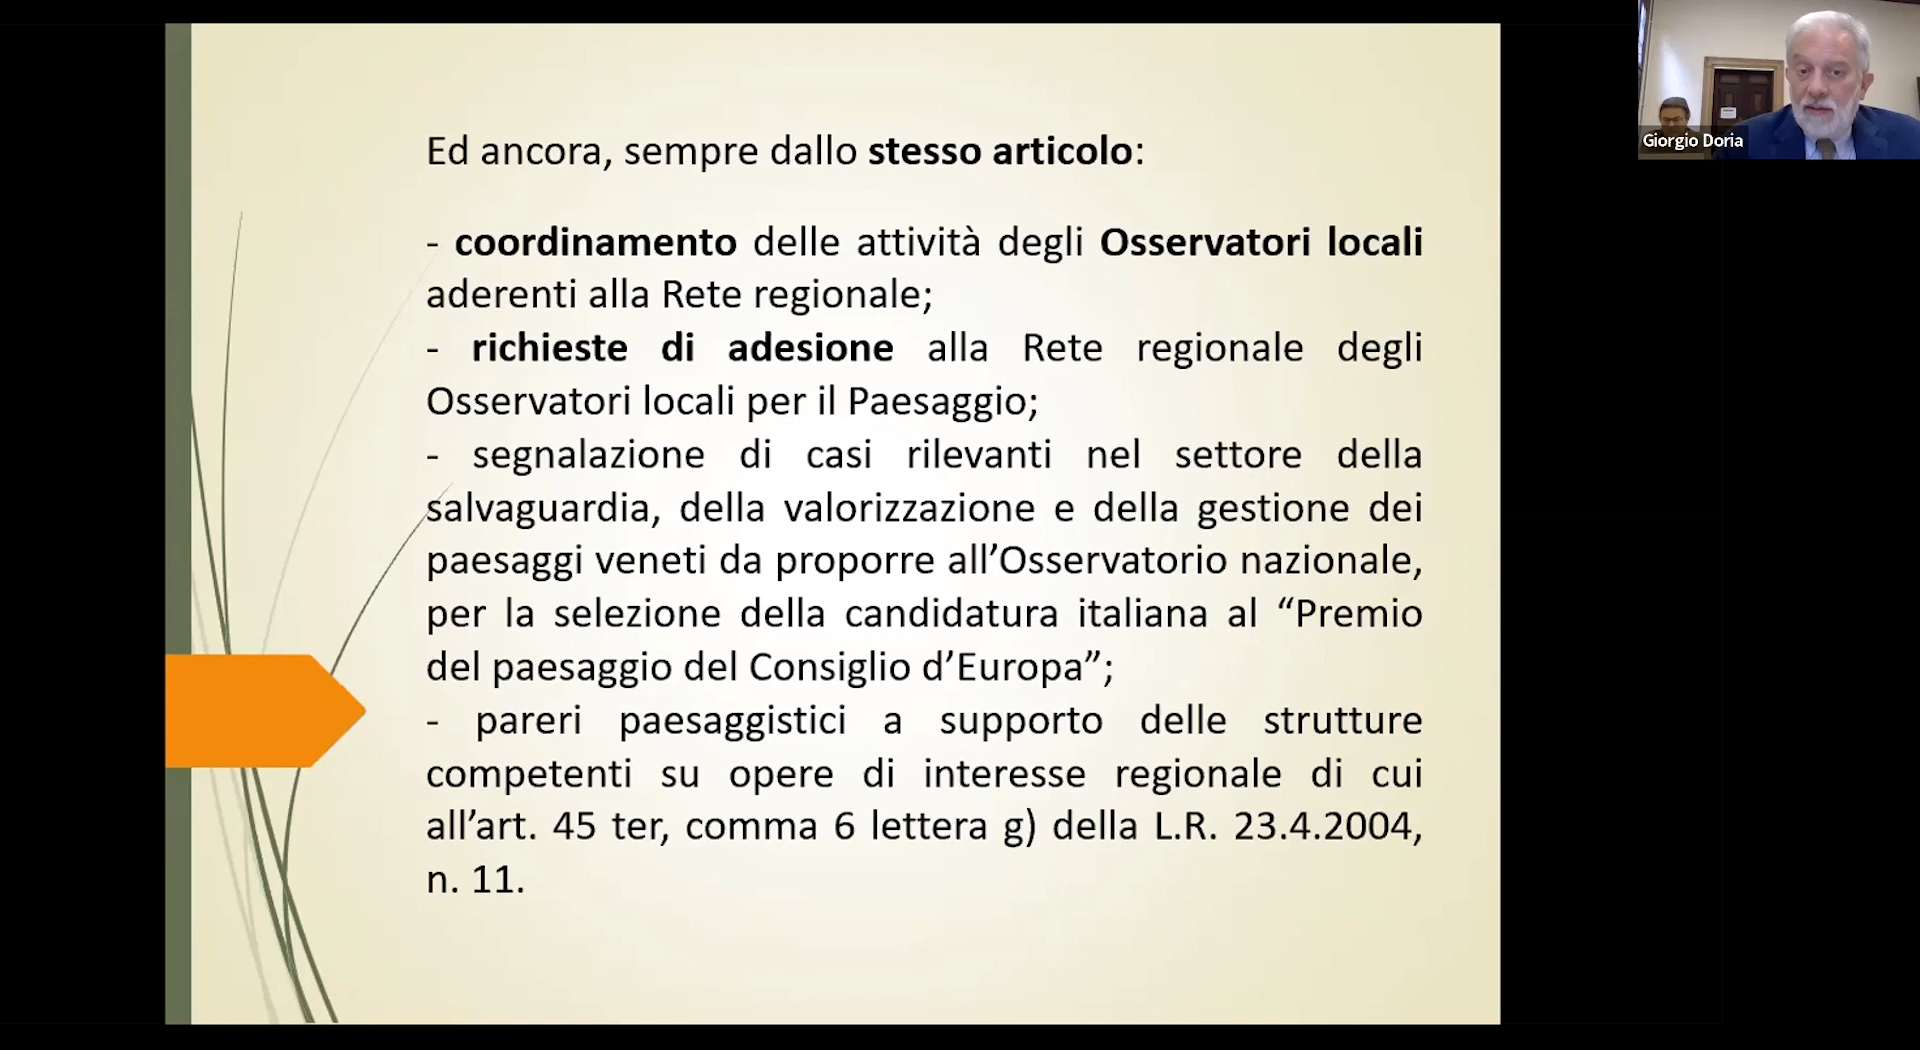 Ed ancora, sempre dallo stesso articolo:
- coordinamento delle attività degli Osservatori locali
aderenti alla Rete regionale;
- richieste di adesione alla Rete regionale degli
Osservatori locali per il Paesaggio;
- segnalazione di casi rilevanti nel settore della
salvaguardia, della valorizzazione e della gestione dei
paesaggi veneti da proporre all’Osservatorio nazionale,
per la selezione della candidatura italiana al “Premio
del paesaggio del Consiglio d’Europa”;
- pareri paesaggistici a supporto delle strutture
competenti su opere di interesse regionale di cui
all’art. 45 ter, comma 6 lettera g) della L.R. 23.4.2004,
n. 11.
Giorgio Doria